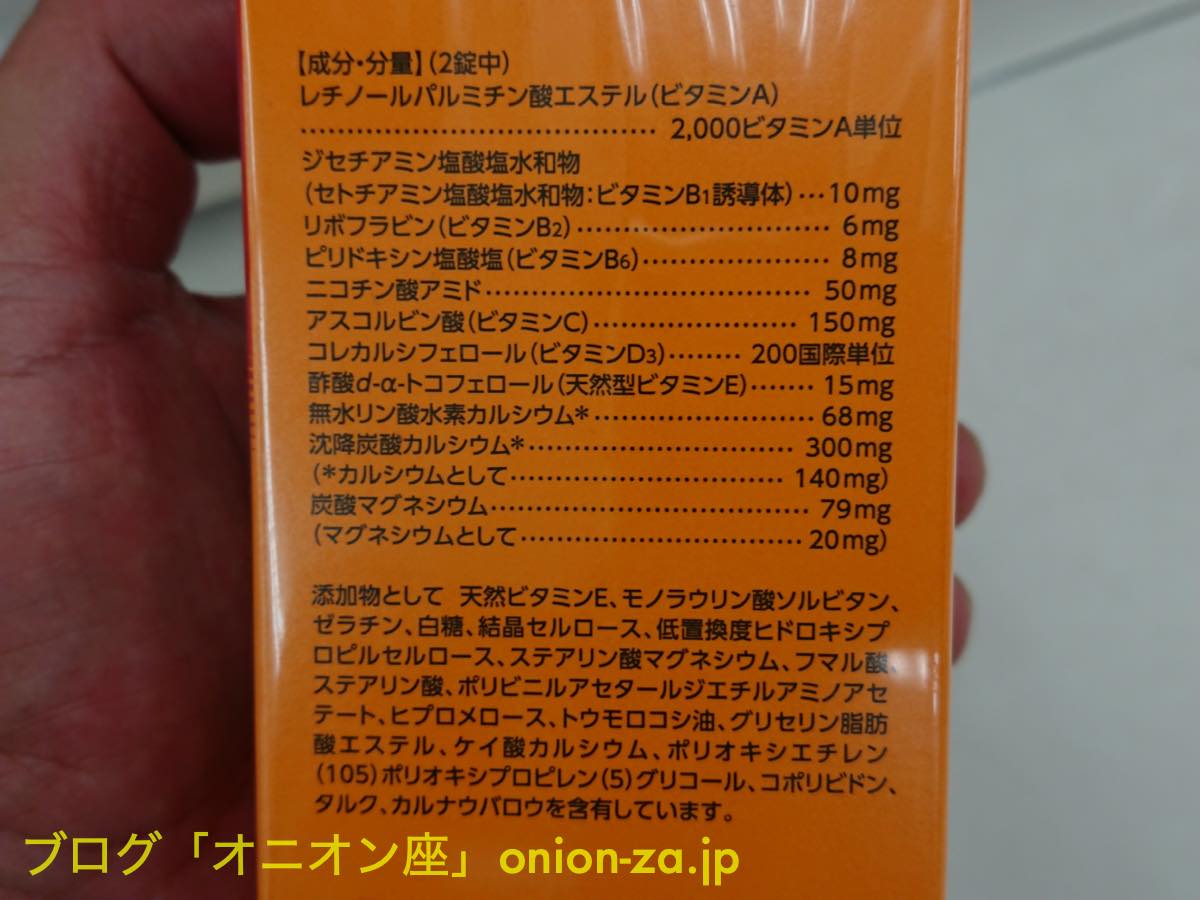 【成分・分量】（2錠中）
レチノールパルミチン酸エステル（ビタミンA）
…………………………………… 2,000ビタミンA単位
ジセチアミン塩酸塩水和物
（セトチアミン塩酸塩水和物：ビタミンB1誘導体）…10mg
リボフラビン（ビタミンB2）………………………… 6mg
ピリドキシン塩酸塩（ビタミンB6）………………… 8mg
ニコチン酸アミド………………………………… 50mg
アスコルビン酸（ビタミンC）…………………… 150mg
コレカルシフェロール（ビタミンD3）……… 200国際単位
酢酸d-α-トコフェロール（天然型ビタミンE）……… 15mg
無水リン酸水素カルシウム＊……………………… 68mg
沈降炭酸カルシウム＊…………………………… 300mg
（＊カルシウムとして…………………………… 140mg）
炭酸マグネシウム………………………………… 79mg
（マグネシウムとして……………………………20mg）
添加物として 天然ビタミンE、モノラウリン酸ソルビタン、
ゼラチン、白糖、結晶セルロース、低置換度ヒドロキシプ
ロピルセルロース、ステアリン酸マグネシウム、フマル酸、
ステアリン酸、ポリビニルアセタールジエチルアミノアセ
テート、ヒプロメロース、トウモロコシ油、グリセリン脂肪
酸エステル、ケイ酸カルシウム、ポリオキシエチレン
（105）ポリオキシプロピレン（5）グリコール、コポリビドン、
タルク、カルナウバロウを含有しています。
ブログ「オニオン座」onion-za.jp